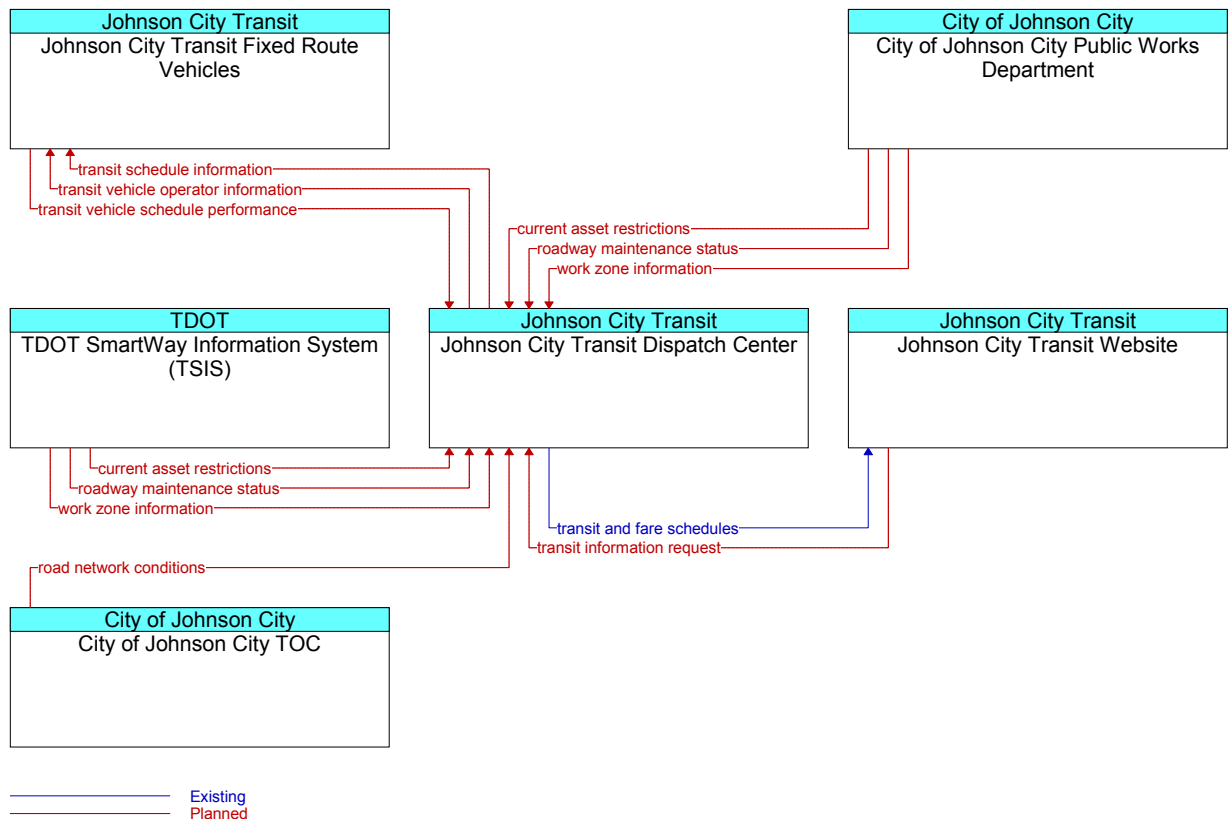 Johnson City Transit
Johnson City Transit Fixed Route
Vehicles
City of Johnson City
City of Johnson City Public Works
Department
transit schedule information
transit vehicle operator information
transit vehicle schedule performance
current asset restrictions
roadway maintenance status
work zone information
TDOT
TDOT SmartWay Information System
(TSIS)
Johnson City Transit
Johnson City Transit Dispatch Center
Johnson City Transit
Johnson City Transit Website
current asset restrictions
roadway maintenance status
work zone information
transit and fare schedules
transit information request
road network conditions
City of Johnson City
City of Johnson City TOC
Existing
Planned